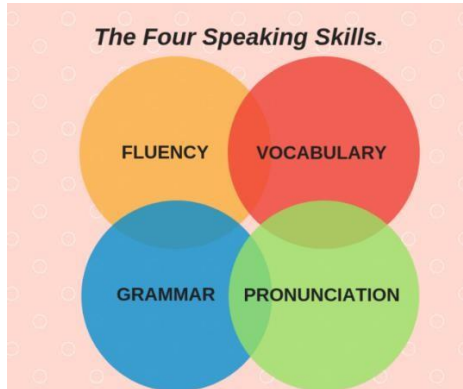 The Four Speaking Skills.
FLUENCY VOCABULARY
GRAMMAR PRONUNCIATION